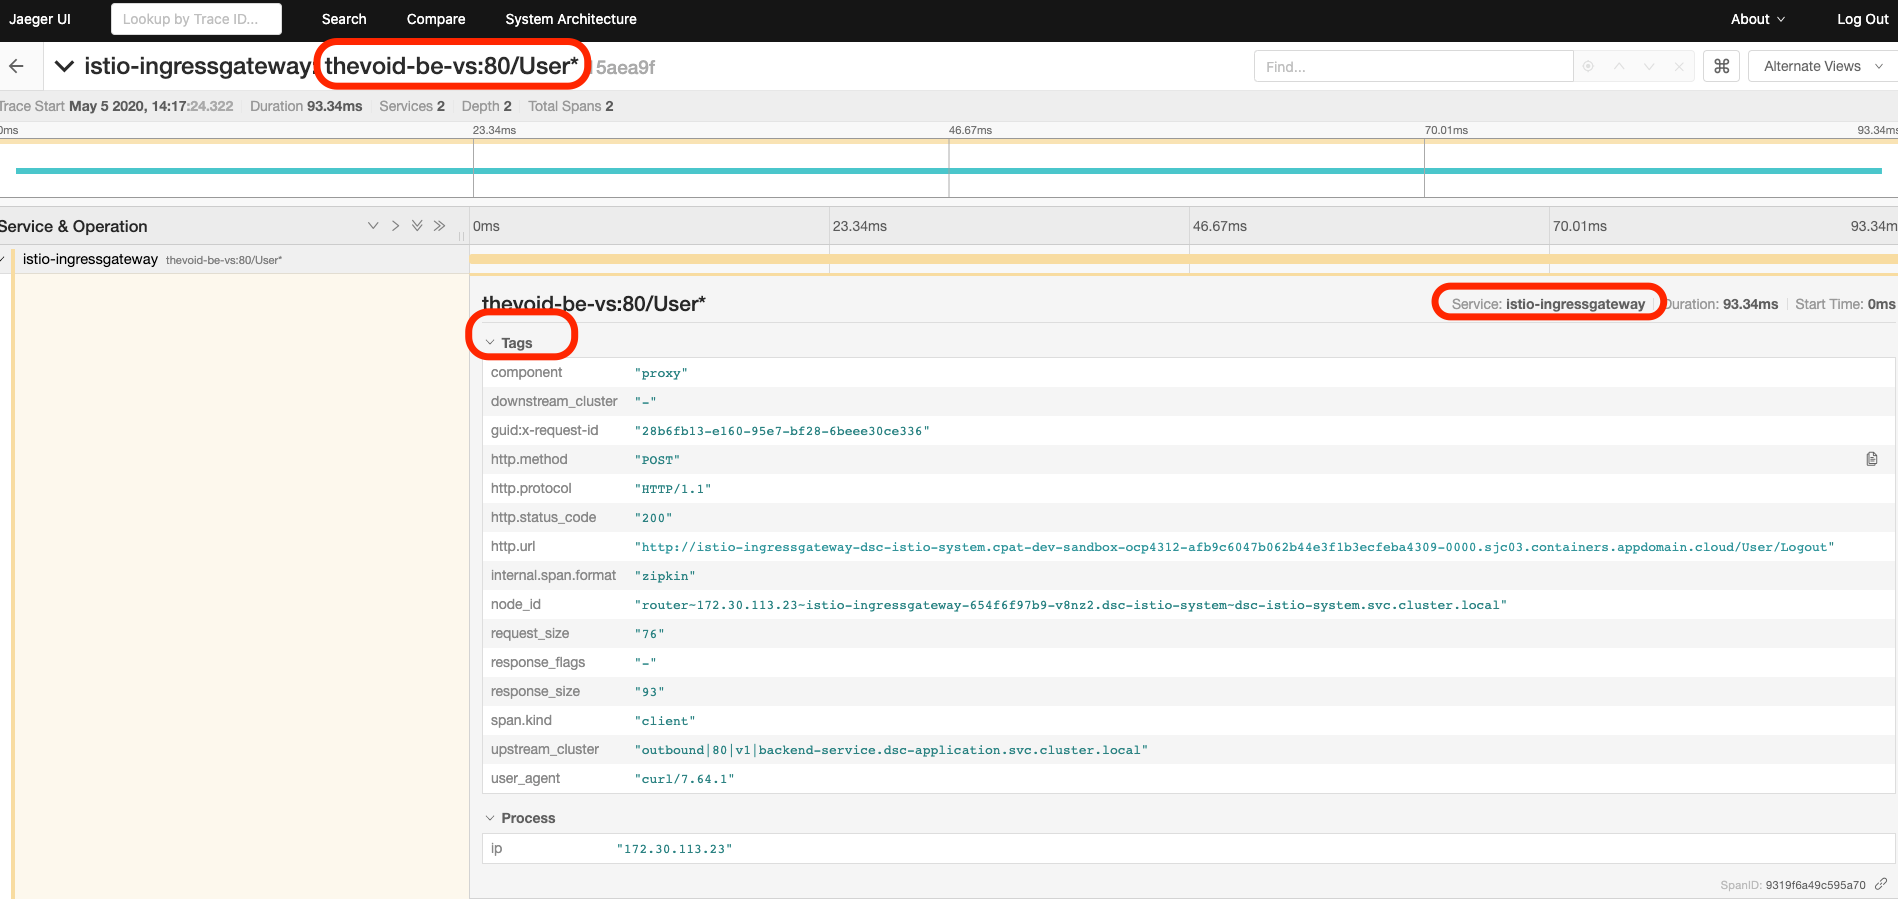 Jaeger UI Lookup by Trace ID... Search Compare System Architecture About Log Out
istio-ingressgateway: thevoid-be-vs:80/User* 5aea9f Find... ⌘ Alternate Views
Trace Start May 5 2020, 14:17:24.322 Duration 93.34ms Services 2 Depth 2 Total Spans 2
0ms 23.34ms 46.67ms 70.01ms 93.34ms
Service & Operation 0ms 23.34ms 46.67ms 70.01ms 93.34m
istio-ingressgateway thevoid-be-vs:80/User*
thevoid-be-vs:80/User* Service: istio-ingressgateway Duration: 93.34ms Start Time: 0ms
Tags
component "proxy"
downstream_cluster "-"
guid:x-request-id "28b6fb13-e160-95e7-bf28-6beee30ce336"
http.method "POST"
http.protocol "HTTP/1.1"
http.status_code "200"
http.url "http://istio-ingressgateway-dsc-istio-system.cpat-dev-sandbox-ocp4312-afb9c6047b062b44e3f1b3ecfeba4309-0000.sjc03.containers.appdomain.cloud/User/Logout"
internal.span.format "zipkin"
node_id "router~172.30.113.23~istio-ingressgateway-654f6f97b9-v8nz2.dsc-istio-system~dsc-istio-system.svc.cluster.local"
request_size "76"
response_flags "-"
response_size "93"
span.kind "client"
upstream_cluster "outbound|80|v1|backend-service.dsc-application.svc.cluster.local"
user_agent "curl/7.64.1"
Process
ip "172.30.113.23"
SpanID: 9319f6a49c595a70